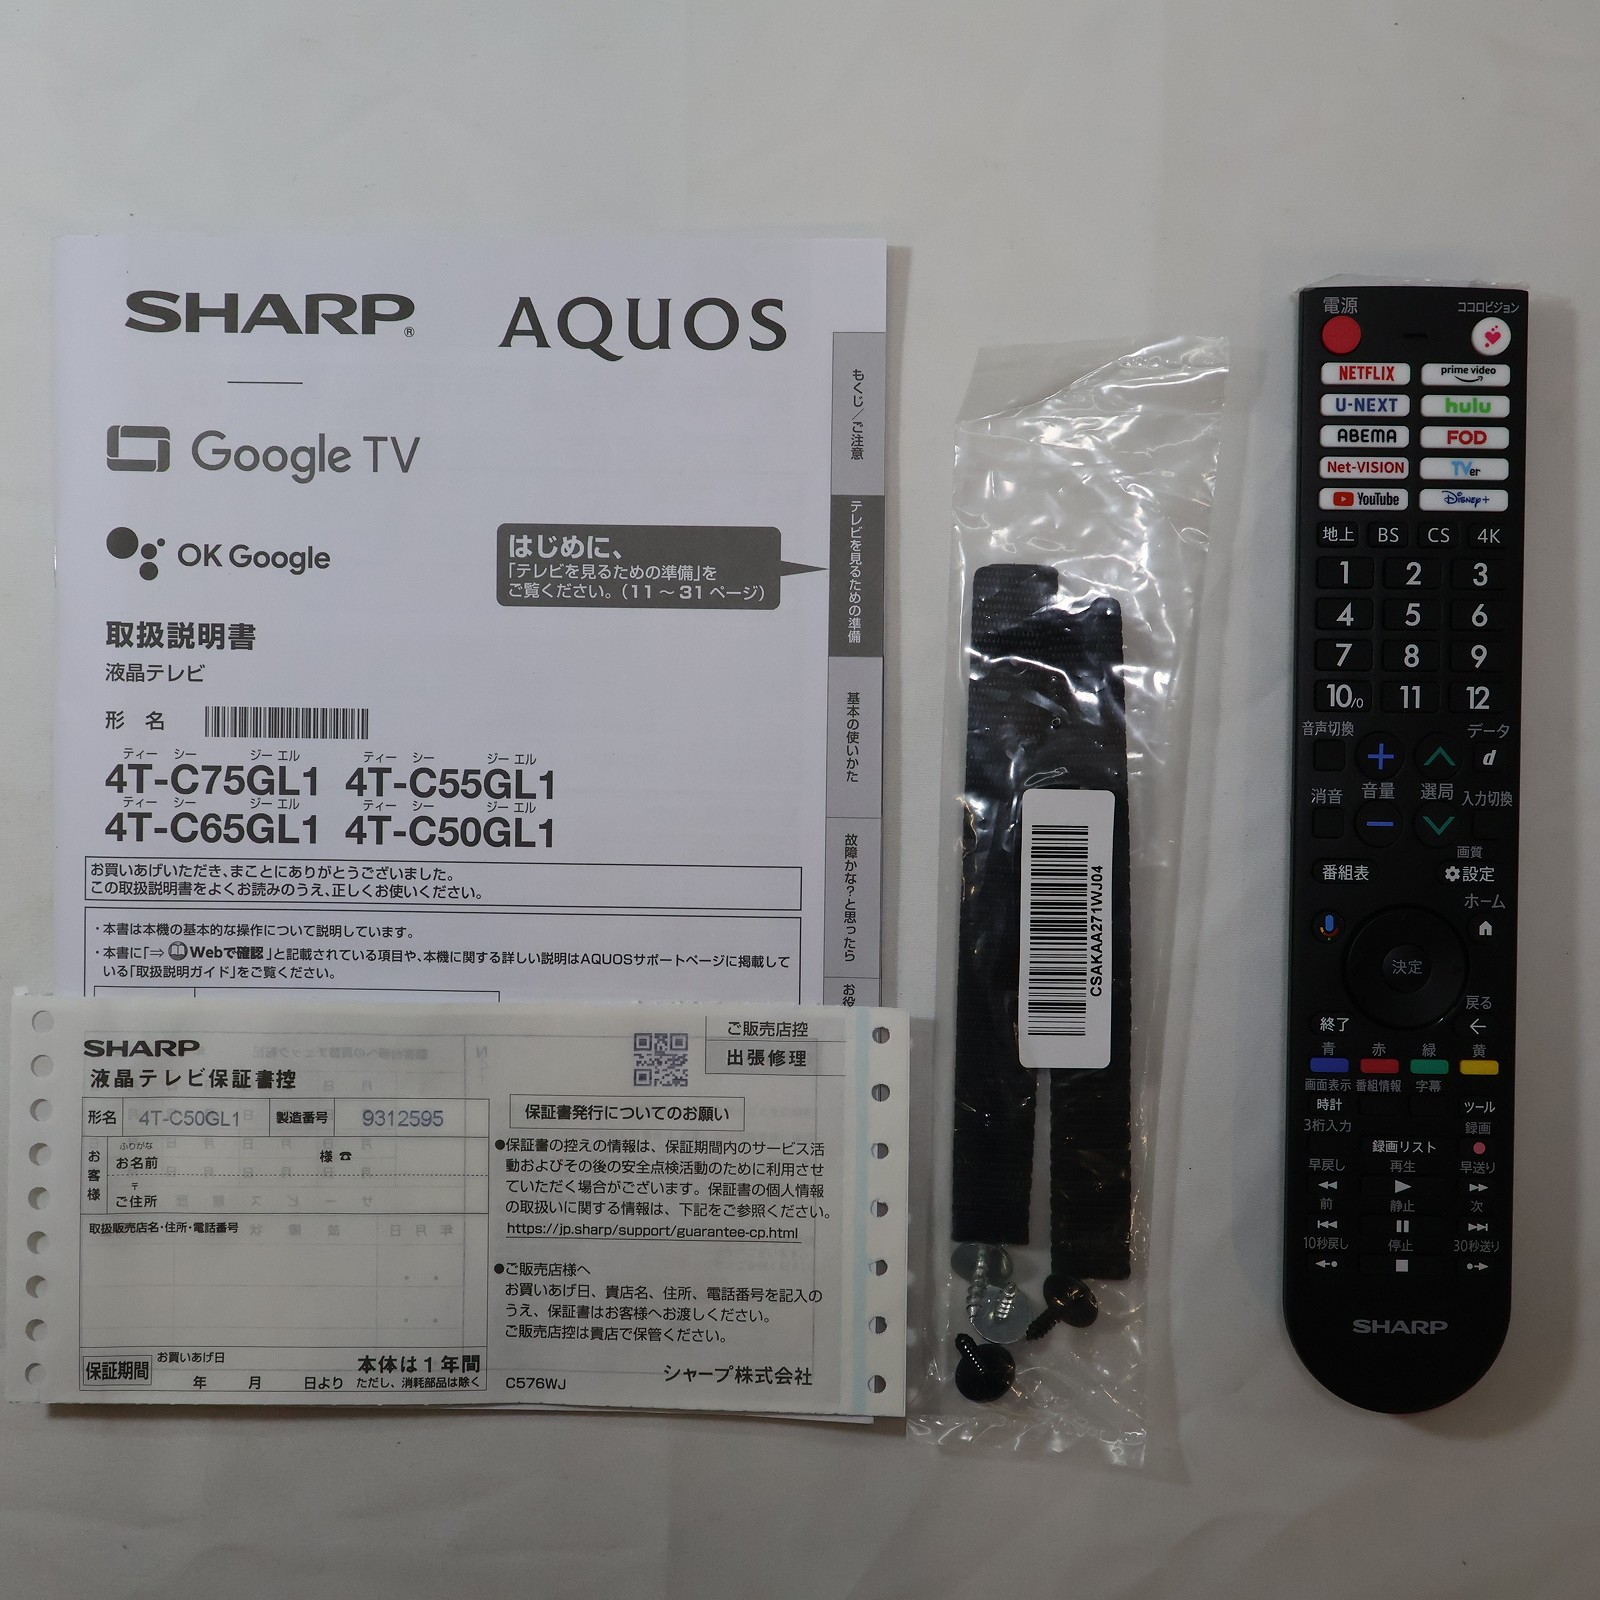 SHARP®
AQUOS
Google TV
OK Google
はじめに、
「テレビを見るための準備」を
ご覧ください。（11～31ページ）
取扱説明書
液晶テレビ
形 名
ティー シー ジー エル ティー シー ジー エル
4T-C75GL1 4T-C55GL1
ティー シー ジー エル ティー シー ジー エル
4T-C65GL1 4T-C50GL1
お買いあげいただき、まことにありがとうございました。
この取扱説明書をよくお読みのうえ、正しくお使いください。
・本書は本機の基本的な操作について説明しています。
・本書に「⇒Webで確認」と記載されている項目や、本機に関する詳しい説明はAQUOSサポートページに掲載して
いる「取扱説明ガイド」をご覧ください。
もくじ／ご注意
テレビを見るための準備
基本の使いかた
故障かな？と思ったら
お役
SHARP
液晶テレビ保証書控
ご販売店控
出張修理
形名 4T-C50GL1 製造番号 9312595
お客様
ふりがな
お名前 様 ☎
〒
ご住所
取扱販売店名・住所・電話番号
保証期間
お買いあげ日
年 月 日より
本体は1年間
ただし、消耗部品は除く
保証書発行についてのお願い
●保証書の控えの情報は、保証期間内のサービス活
動およびその後の安全点検活動のために利用させ
ていただく場合がございます。保証書の個人情報
の取扱いに関する情報は、下記をご参照ください。
https://jp.sharp/support/guarantee-cp.html
●ご販売店様へ
お買いあげ日、貴店名、住所、電話番号を記入の
うえ、保証書はお客様へお渡しください。
ご販売店控は貴店で保管ください。
C576WJ
シャープ株式会社
CSAKAA271WJ04
電源 ココロビジョン
NETFLIX prime video
U-NEXT hulu
ABEMA FOD
Net-VISION TVer
YouTube Disney+
地上 BS CS 4K
1 2 3
4 5 6
7 8 9
10/0 11 12
音声切換 データ
d
消音 音量 選局 入力切換
画質
番組表 設定
ホーム
決定
戻る
終了
青 赤 緑 黄
画面表示 番組情報 字幕
時計 ツール
3桁入力 録画
録画リスト
早戻し 再生 早送り
前 静止 次
10秒戻し 停止 30秒送り
SHARP